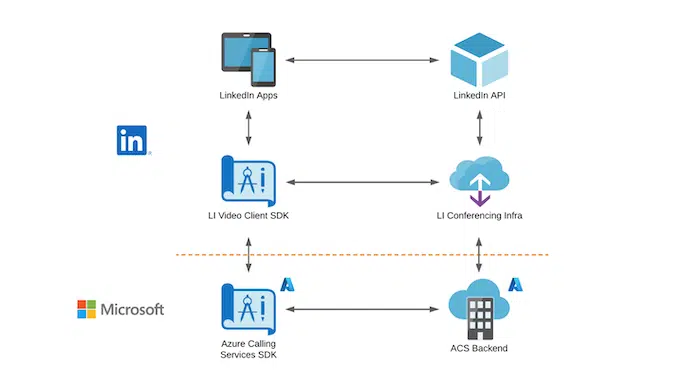 LinkedIn Apps
LinkedIn API
in
LI Video Client SDK
LI Conferencing Infra
Microsoft
Azure Calling
Services SDK
ACS Backend